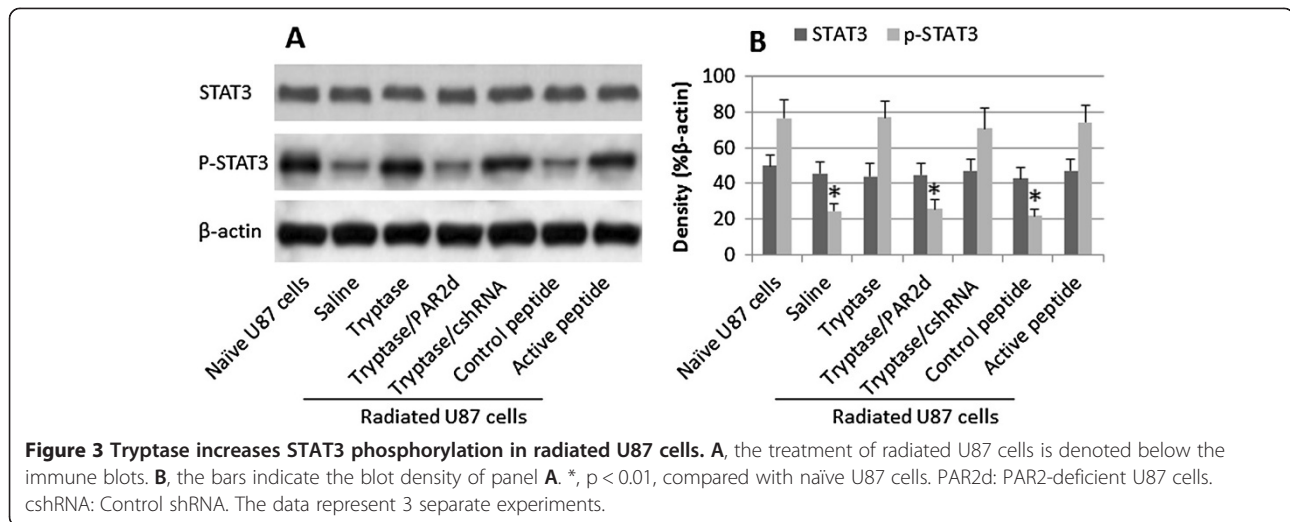 A
STAT3
P-STAT3
β-actin
Naïve U87 cells
Saline
Tryptase
Tryptase/PAR2d
Tryptase/cshRNA
Control peptide
Active peptide
Radiated U87 cells
B
STAT3 p-STAT3
Density (%β-actin)
100
80
60
40
20
0
*
*
*
Naïve U87 cells
Saline
Tryptase
Tryptase/PAR2d
Tryptase/cshRNA
Control peptide
Active peptide
Radiated U87 cells
Figure 3 Tryptase increases STAT3 phosphorylation in radiated U87 cells. A, the treatment of radiated U87 cells is denoted below the
immune blots. B, the bars indicate the blot density of panel A. *, p < 0.01, compared with naïve U87 cells. PAR2d: PAR2-deficient U87 cells.
cshRNA: Control shRNA. The data represent 3 separate experiments.